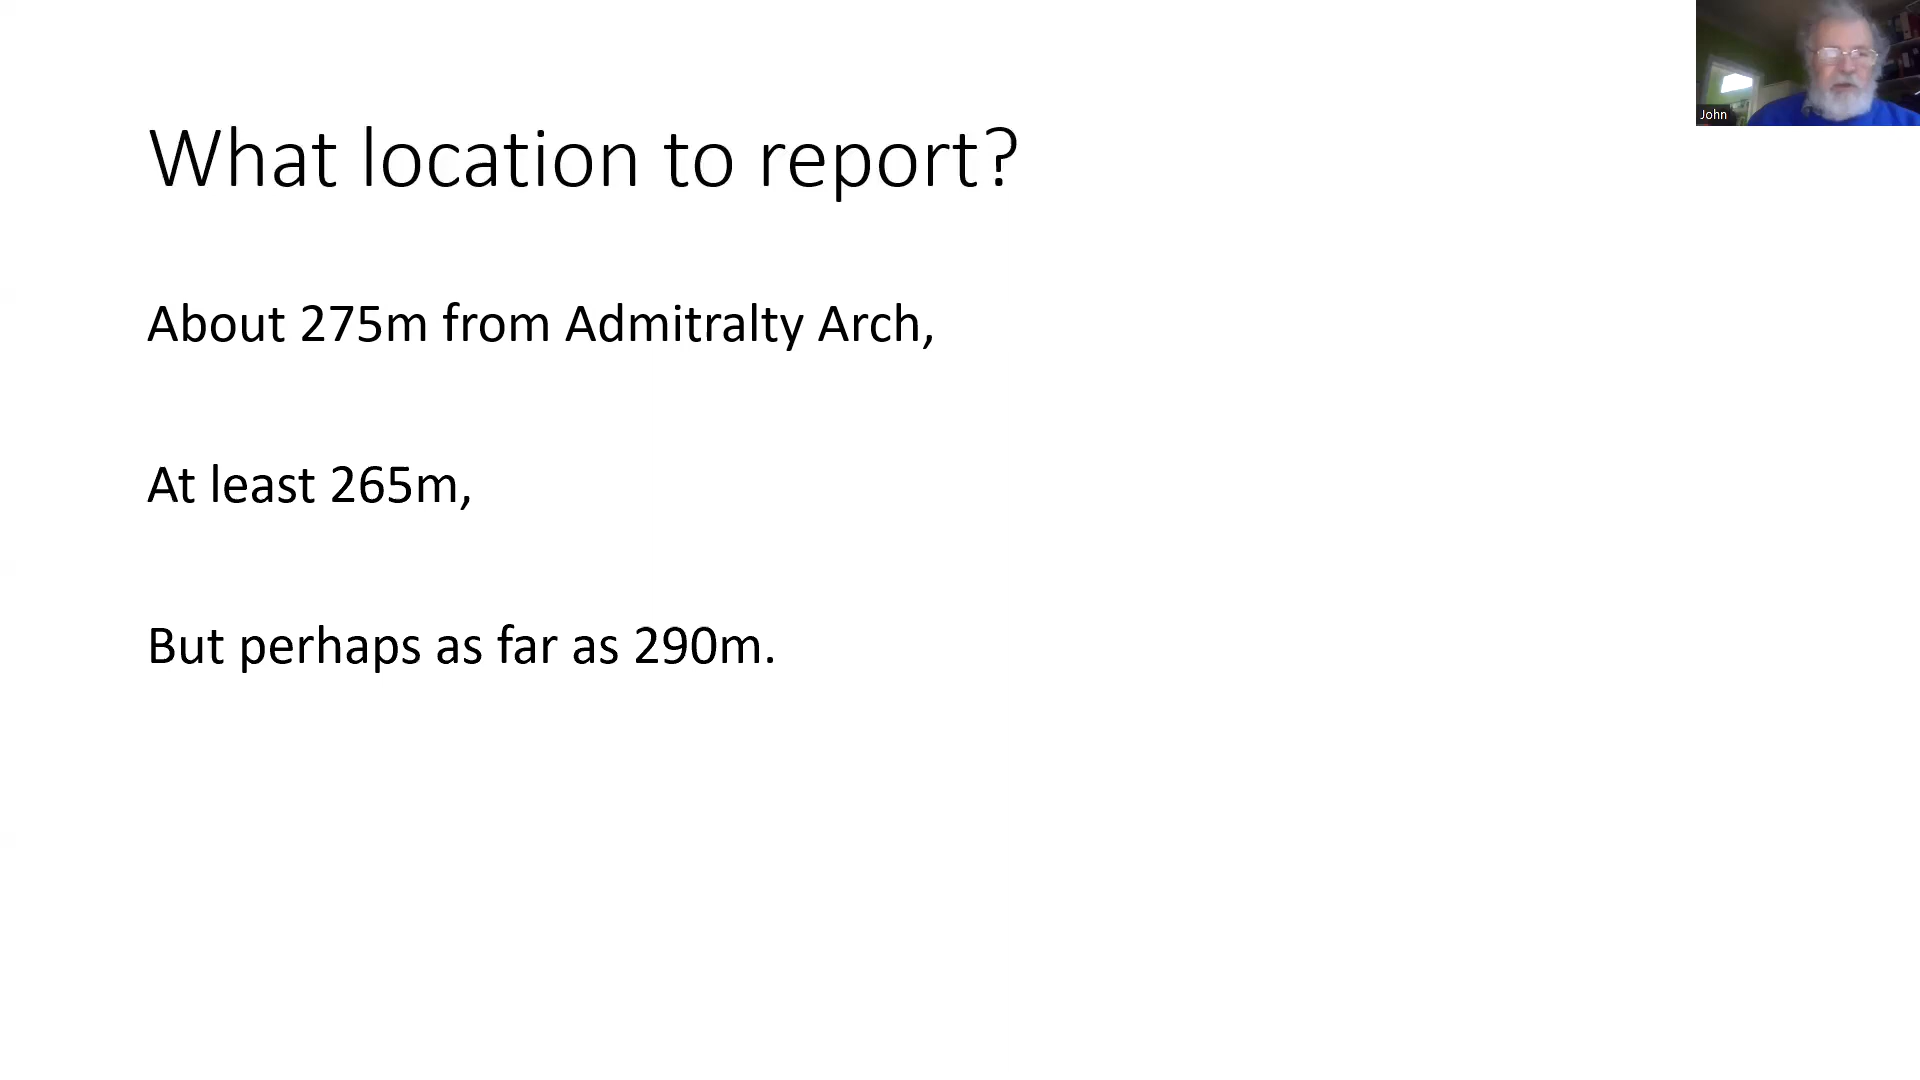 What location to report?
About 275m from Admitralty Arch,
At least 265m,
But perhaps as far as 290m.
John